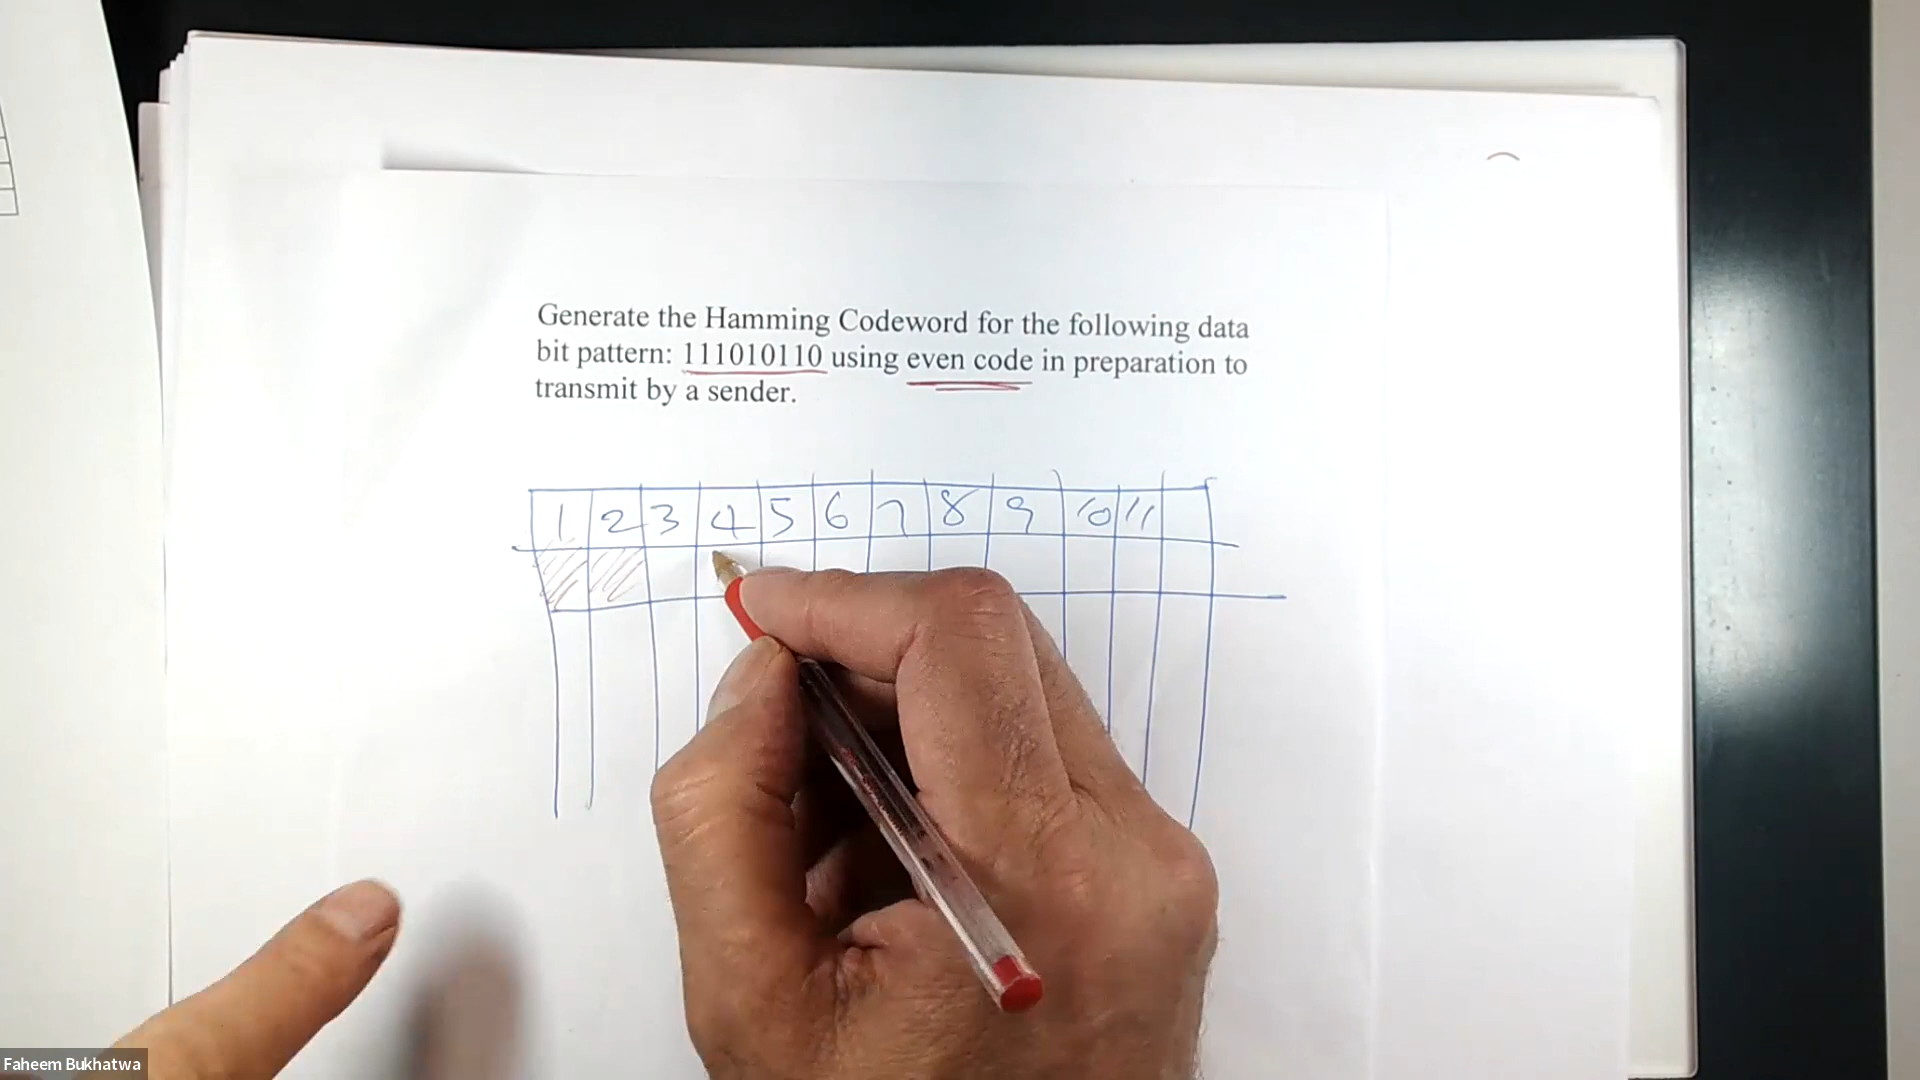 Generate the Hamming Codeword for the following data
bit pattern: 111010110 using even code in preparation to
transmit by a sender.
1 2 3 4 5 6 7 8 9 10 11
Faheem Bukhatwa